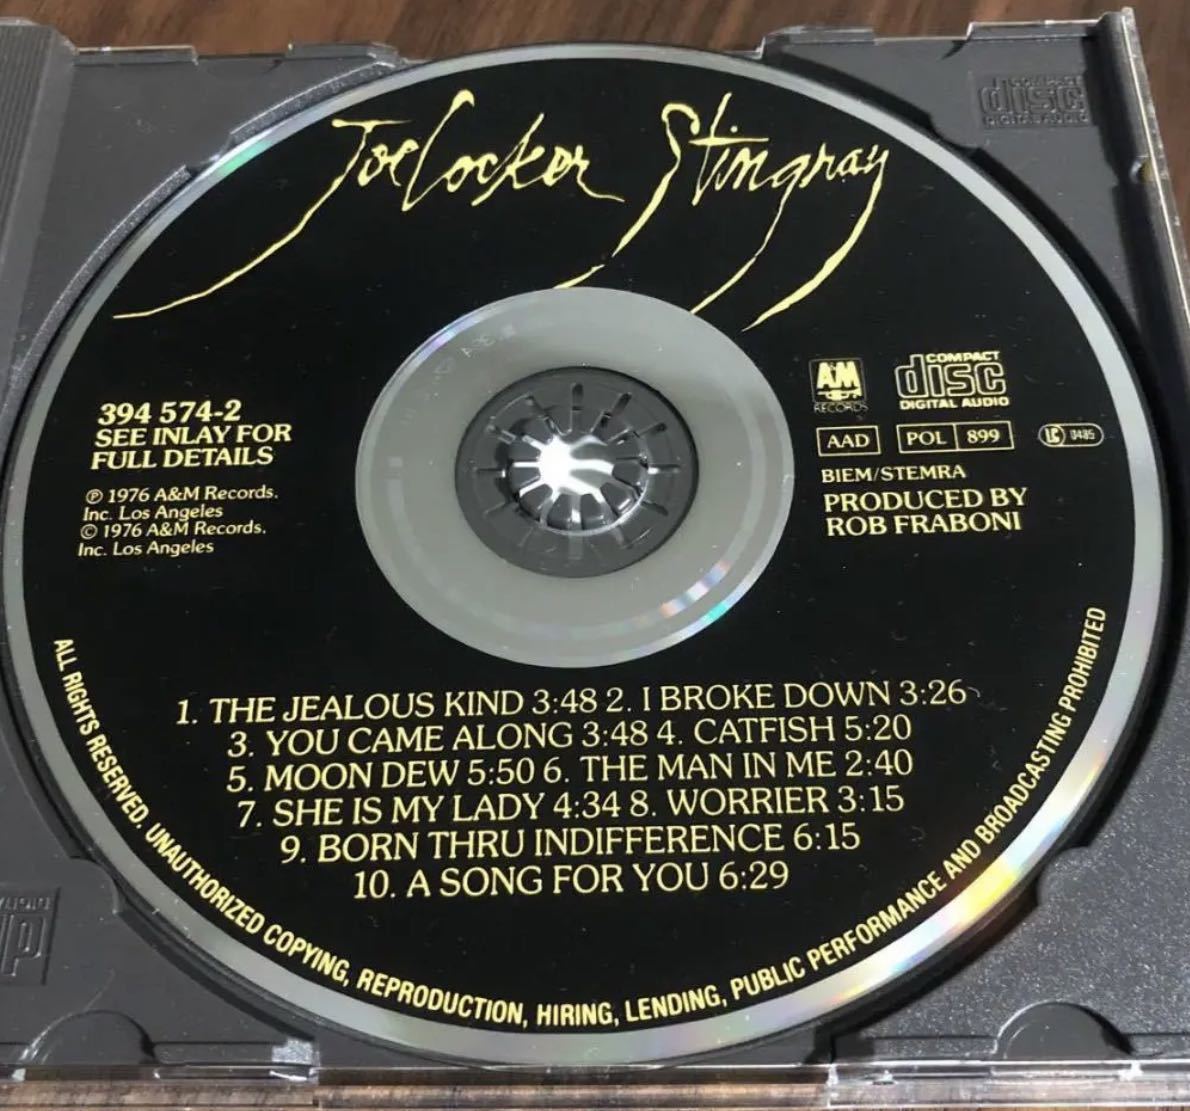 Joe Cocker Stingray
394 574-2
SEE INLAY FOR
FULL DETAILS
℗ 1976 A&M Records.
Inc. Los Angeles
© 1976 A&M Records.
Inc. Los Angeles
A&M
RECORDS
COMPACT
disc
DIGITAL AUDIO
AAD POL 899 LC 0485
BIEM/STEMRA
PRODUCED BY
ROB FRABONI
1. THE JEALOUS KIND 3:48 2. I BROKE DOWN 3:26
3. YOU CAME ALONG 3:48 4. CATFISH 5:20
5. MOON DEW 5:50 6. THE MAN IN ME 2:40
7. SHE IS MY LADY 4:34 8. WORRIER 3:15
9. BORN THRU INDIFFERENCE 6:15
10. A SONG FOR YOU 6:29
ALL RIGHTS RESERVED. UNAUTHORIZED COPYING, REPRODUCTION, HIRING, LENDING, PUBLIC PERFORMANCE AND BROADCASTING PROHIBITED
COMPACT
disc
DIGITAL AUDIO